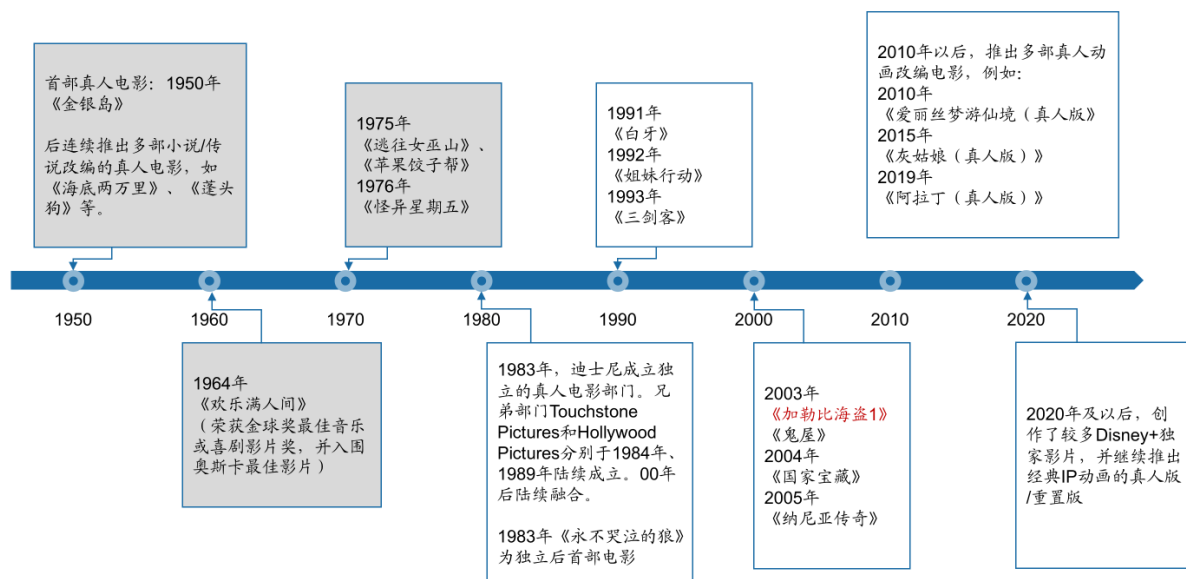 首部真人电影：1950年
《金银岛》
后连续推出多部小说/传
说改编的真人电影，如
《海底两万里》、《蓬头
狗》等。
1975年
《逃往女巫山》、
《苹果饺子帮》
1976年
《怪异星期五》
1991年
《白牙》
1992年
《姐妹行动》
1993年
《三剑客》
2010年以后，推出多部真人动
画改编电影，例如：
2010年
《爱丽丝梦游仙境（真人版》
2015年
《灰姑娘（真人版）》
2019年
《阿拉丁（真人版）》
1950
1960
1970
1980
1990
2000
2010
2020
1964年
《欢乐满人间》
（荣获金球奖最佳音乐
或喜剧影片奖，并入围
奥斯卡最佳影片）
1983年，迪士尼成立独
立的真人电影部门。兄
弟部门Touchstone
Pictures和Hollywood
Pictures分别于1984年、
1989年陆续成立。00年
后陆续融合。
1983年《永不哭泣的狼》
为独立后首部电影
2003年
《加勒比海盗1》
《鬼屋》
2004年
《国家宝藏》
2005年
《纳尼亚传奇》
2020年及以后，创
作了较多Disney+独
家影片，并继续推出
经典IP动画的真人版
/重置版